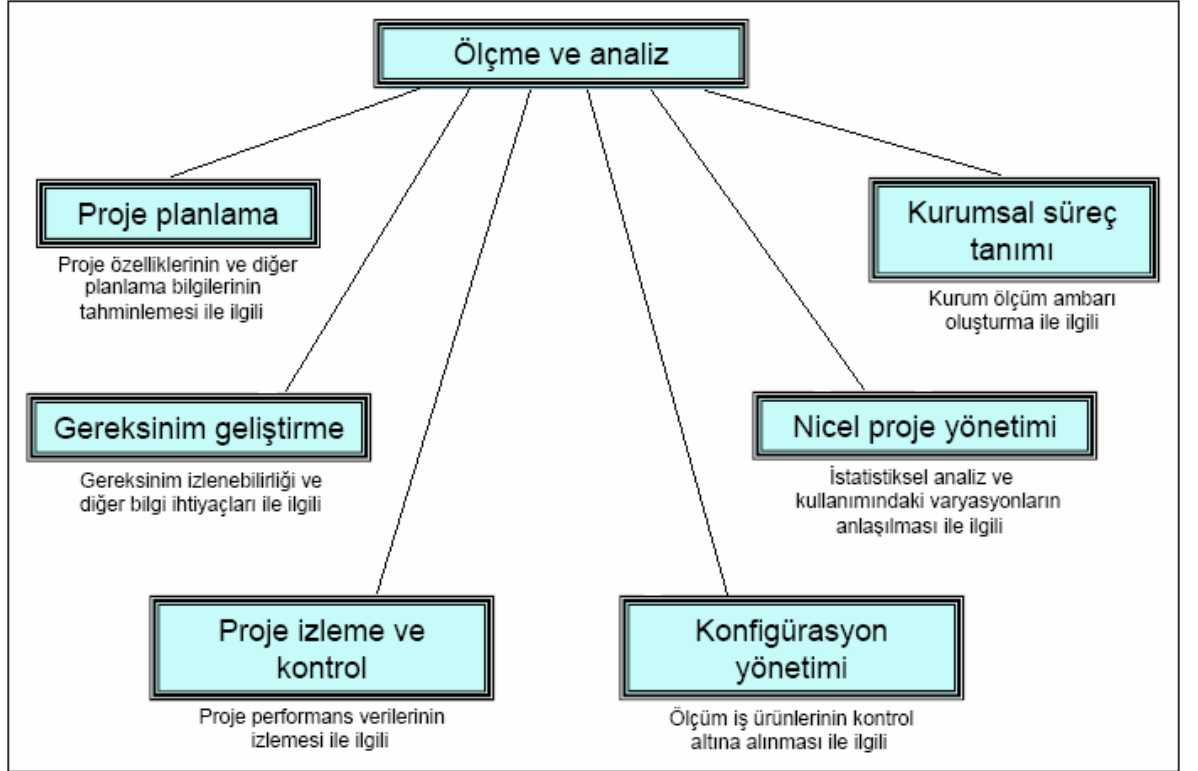 Ölçme ve analiz
Proje planlama
Proje özelliklerinin ve diğer
planlama bilgilerinin
tahminlemesi ile ilgili
Kurumsal süreç
tanımı
Kurum ölçüm ambarı
oluşturma ile ilgili
Gereksinim geliştirme
Gereksinim izlenebilirliği ve
diğer bilgi ihtiyaçları ile ilgili
Nicel proje yönetimi
İstatistiksel analiz ve
kullanımındaki varyasyonların
anlaşılması ile ilgili
Proje izleme ve
kontrol
Proje performans verilerinin
izlemesi ile ilgili
Konfigürasyon
yönetimi
Ölçüm iş ürünlerinin kontrol
altına alınması ile ilgili